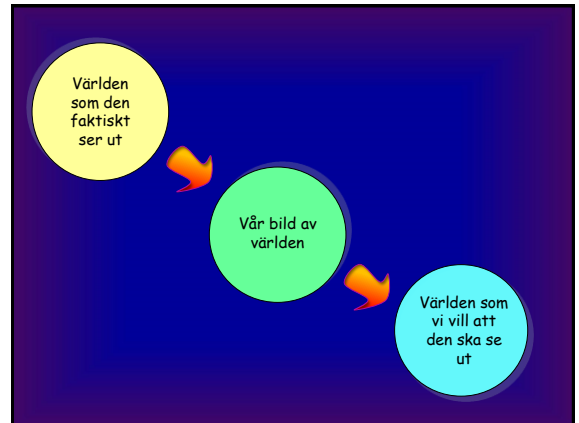 Världen
som den
faktiskt
ser ut
Vår bild av
världen
Världen som
vi vill att
den ska se
ut